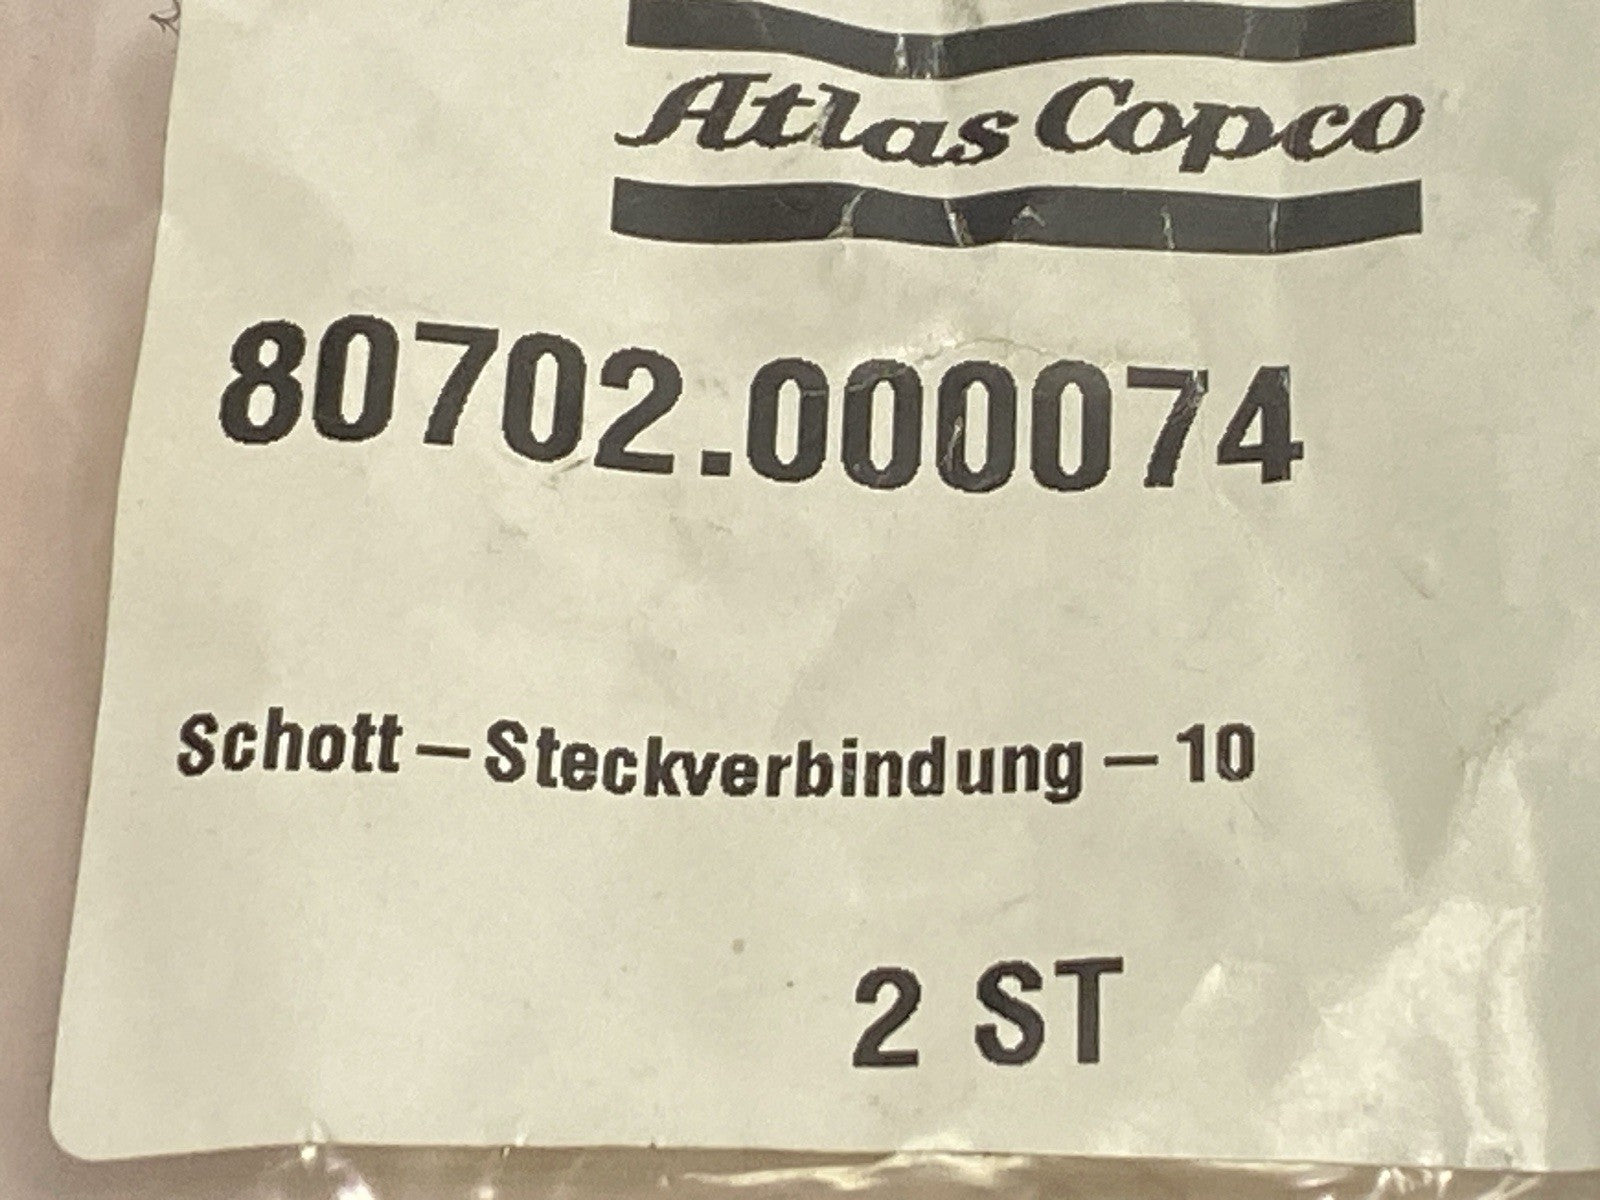 Atlas Copco
80702.000074
Schott-Steckverbindung-10
2 ST